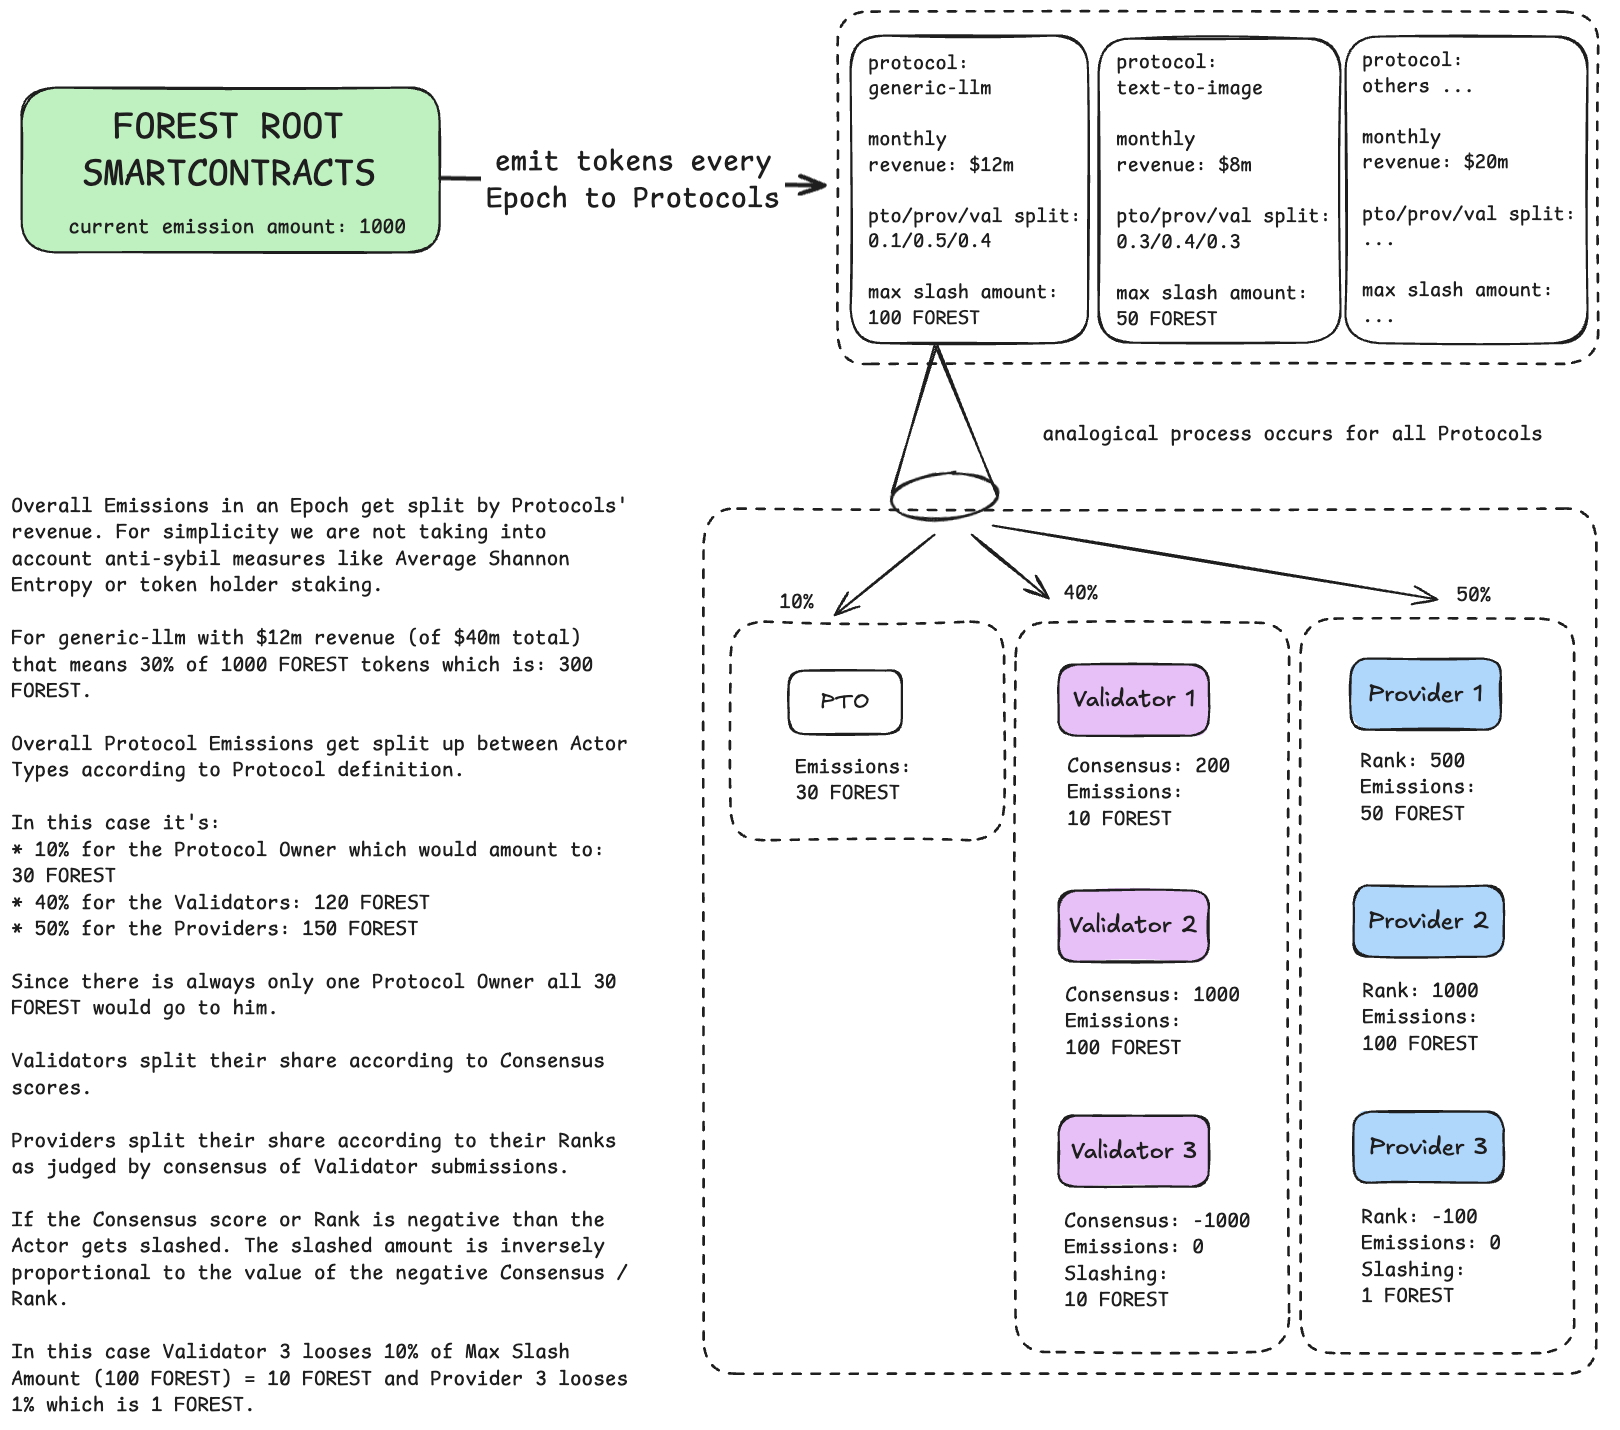 FOREST ROOT
SMARTCONTRACTS
current emission amount: 1000
emit tokens every
Epoch to Protocols
protocol:
generic-llm
monthly
revenue: $12m
pto/prov/val split:
0.1/0.5/0.4
max slash amount:
100 FOREST
protocol:
text-to-image
monthly
revenue: $8m
pto/prov/val split:
0.3/0.4/0.3
max slash amount:
50 FOREST
protocol:
others ...
monthly
revenue: $20m
pto/prov/val split:
...
max slash amount:
...
analogical process occurs for all Protocols
Overall Emissions in an Epoch get split by Protocols'
revenue. For simplicity we are not taking into
account anti-sybil measures like Average Shannon
Entropy or token holder staking.
For generic-llm with $12m revenue (of $40m total)
that means 30% of 1000 FOREST tokens which is: 300
FOREST.
Overall Protocol Emissions get split up between Actor
Types according to Protocol definition.
In this case it's:
* 10% for the Protocol Owner which would amount to:
30 FOREST
* 40% for the Validators: 120 FOREST
* 50% for the Providers: 150 FOREST
Since there is always only one Protocol Owner all 30
FOREST would go to him.
Validators split their share according to Consensus
scores.
Providers split their share according to their Ranks
as judged by consensus of Validator submissions.
If the Consensus score or Rank is negative than the
Actor gets slashed. The slashed amount is inversely
proportional to the value of the negative Consensus /
Rank.
In this case Validator 3 looses 10% of Max Slash
Amount (100 FOREST) = 10 FOREST and Provider 3 looses
1% which is 1 FOREST.
10%
40%
50%
PTO
Emissions:
30 FOREST
Validator 1
Consensus: 200
Emissions:
10 FOREST
Validator 2
Consensus: 1000
Emissions:
100 FOREST
Validator 3
Consensus: -1000
Emissions: 0
Slashing:
10 FOREST
Provider 1
Rank: 500
Emissions:
50 FOREST
Provider 2
Rank: 1000
Emissions:
100 FOREST
Provider 3
Rank: -100
Emissions: 0
Slashing:
1 FOREST